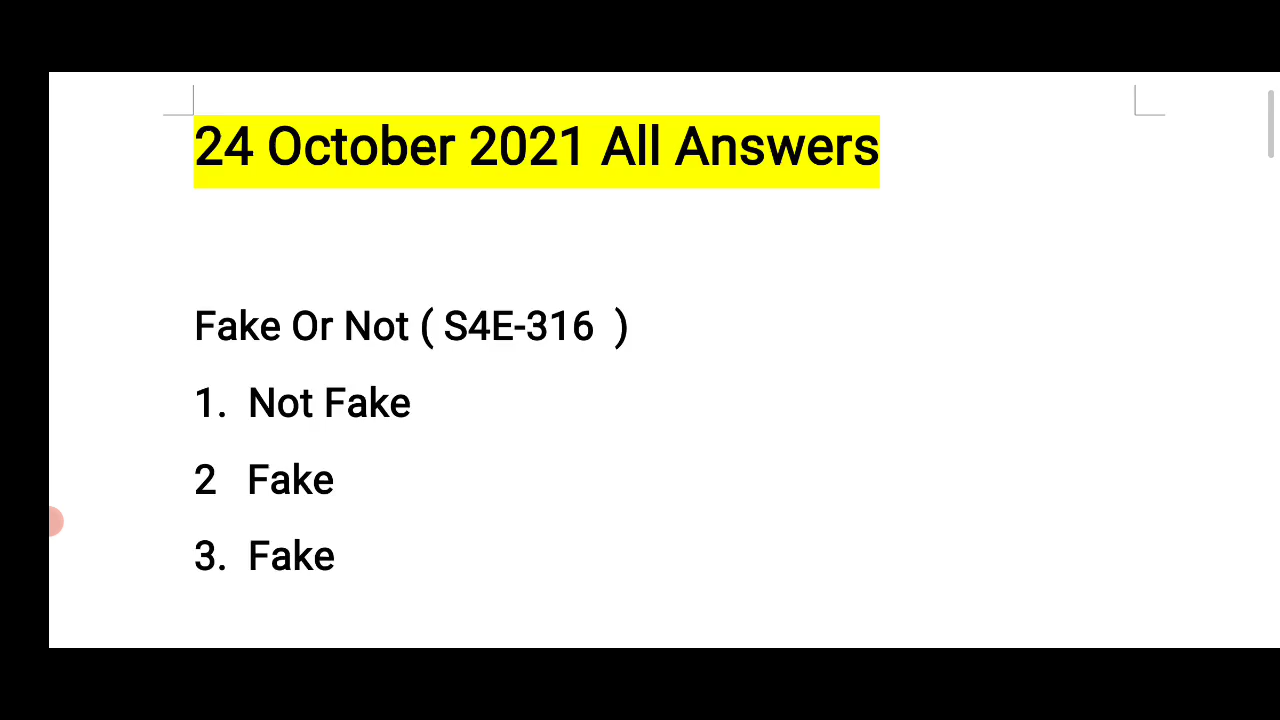 24 October 2021 All Answers
Fake Or Not ( S4E-316 )
1. Not Fake
2 Fake
3. Fake